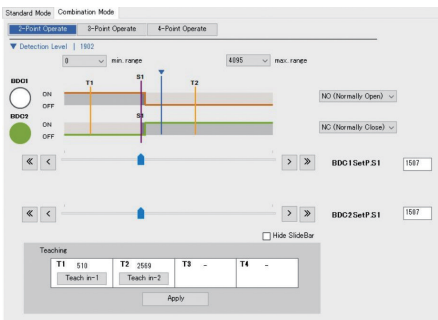 Standard Mode Combination Mode
2-Point Operate 3-Point Operate 4-Point Operate
▼ Detection Level | 1902
0 min. range 4095 max. range
BDC1 T1 S1 T2
ON
OFF
NO (Normally Open)
BDC2 S1
ON
OFF
NC (Normally Close)
« < > » BDC1SetP.S1 1507
« < > » BDC2SetP.S1 1507
Hide SlideBar
Teaching
T1 510 T2 2569 T3 - T4 -
Teach in-1 Teach in-2
Apply